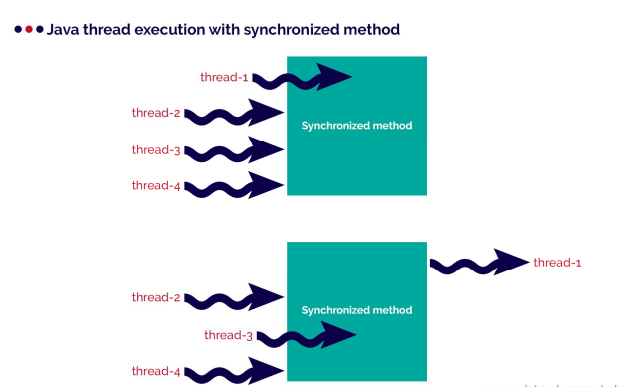 Java thread execution with synchronized method
thread-1
thread-2
Synchronized method
thread-3
thread-4
thread-1
thread-2
Synchronized method
thread-3
thread-4